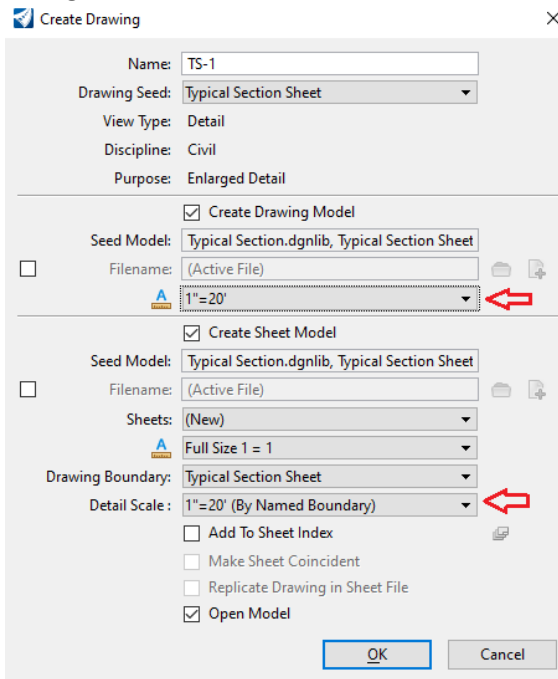 Create Drawing
Name: TS-1
Drawing Seed: Typical Section Sheet
View Type: Detail
Discipline: Civil
Purpose: Enlarged Detail
Create Drawing Model
Seed Model: Typical Section.dgnlib, Typical Section Sheet
Filename: (Active File)
A 1"=20'
Create Sheet Model
Seed Model: Typical Section.dgnlib, Typical Section Sheet
Filename: (Active File)
Sheets: (New)
A Full Size 1 = 1
Drawing Boundary: Typical Section Sheet
Detail Scale : 1"=20' (By Named Boundary)
Add To Sheet Index
Make Sheet Coincident
Replicate Drawing in Sheet File
Open Model
OK Cancel